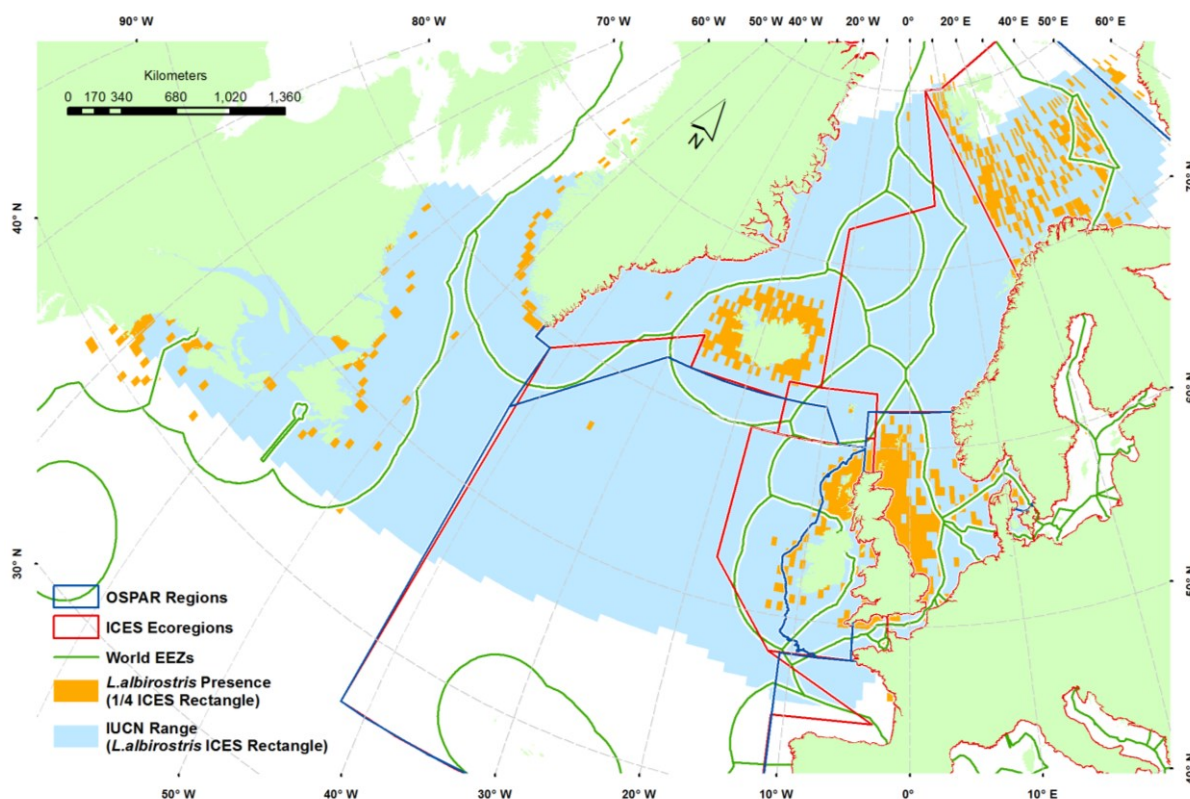 90° W 80° W 70° W 60° W 50° W 40° W 20° W 0° 20° E 40° E 50° E 60° E
Kilometers
0 170 340 680 1,020 1,360
N
70° N
40° N
60° N
30° N
50° N
OSPAR Regions
ICES Ecoregions
World EEZs
L.albirostris Presence
(1/4 ICES Rectangle)
IUCN Range
(L.albirostris ICES Rectangle)
40° N
50° W 40° W 30° W 20° W 10° W 0° 10° E